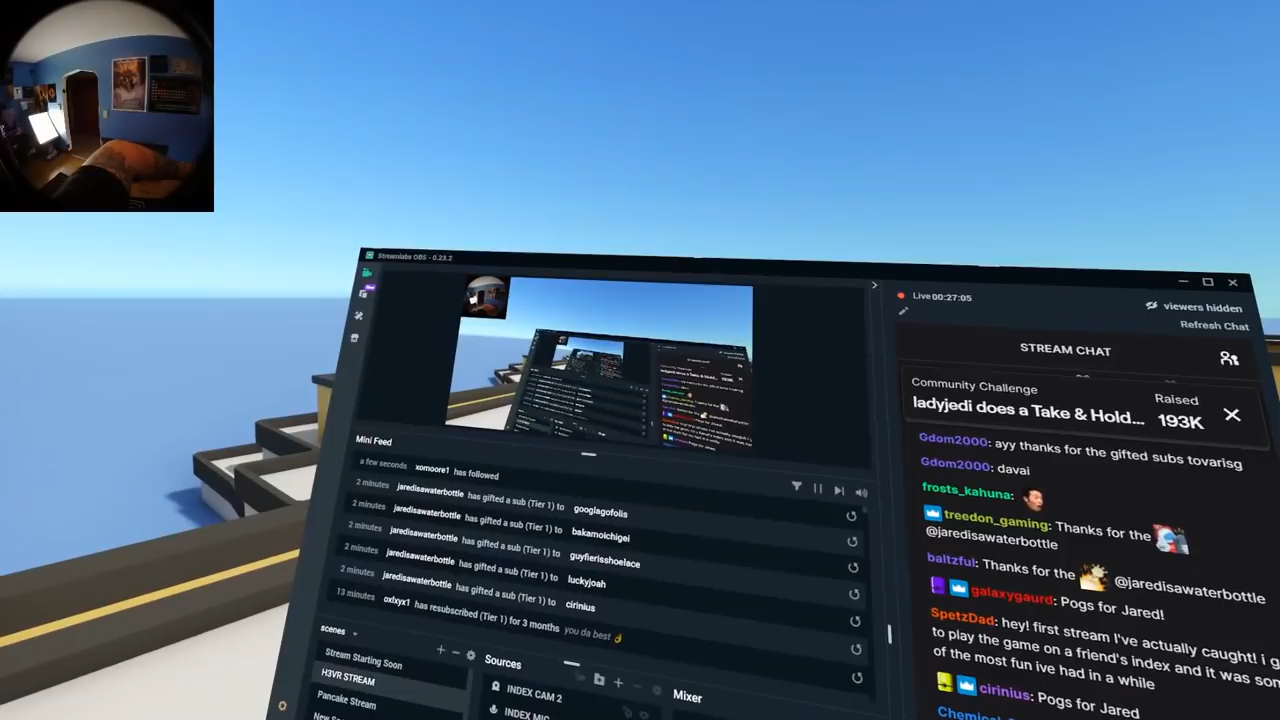 Streamlabs OBS - 0.23.2
New
Live 00:27:05
viewers hidden
Refresh Chat
STREAM CHAT
Community Challenge
Raised
ladyjedi does a Take & Hold...
193K
Mini Feed
a few seconds xomoore1 has followed
2 minutes jaredisawaterbottle has gifted a sub (Tier 1) to googlagofolis
2 minutes jaredisawaterbottle has gifted a sub (Tier 1) to bakamoichigei
2 minutes jaredisawaterbottle has gifted a sub (Tier 1) to guyfierisshoelace
2 minutes jaredisawaterbottle has gifted a sub (Tier 1) to luckyjoah
2 minutes jaredisawaterbottle has gifted a sub (Tier 1) to cirinius
13 minutes oxlxyx1 has resubscribed (Tier 1) for 3 months you da best
scenes
Stream Starting Soon
H3VR STREAM
Pancake Stream
Sources
INDEX CAM 2
INDEX MIC
Mixer
Gdom2000: ayy thanks for the gifted subs tovarisg
Gdom2000: davai
frosts_kahuna:
treedon_gaming: Thanks for the
@jaredisawaterbottle
baltzful: Thanks for the @jaredisawaterbottle
galaxygaurd: Pogs for Jared!
SpetzDad: hey! first stream I've actually caught! i g
to play the game on a friend's index and it was son
of the most fun ive had in a while
cirinius: Pogs for Jared